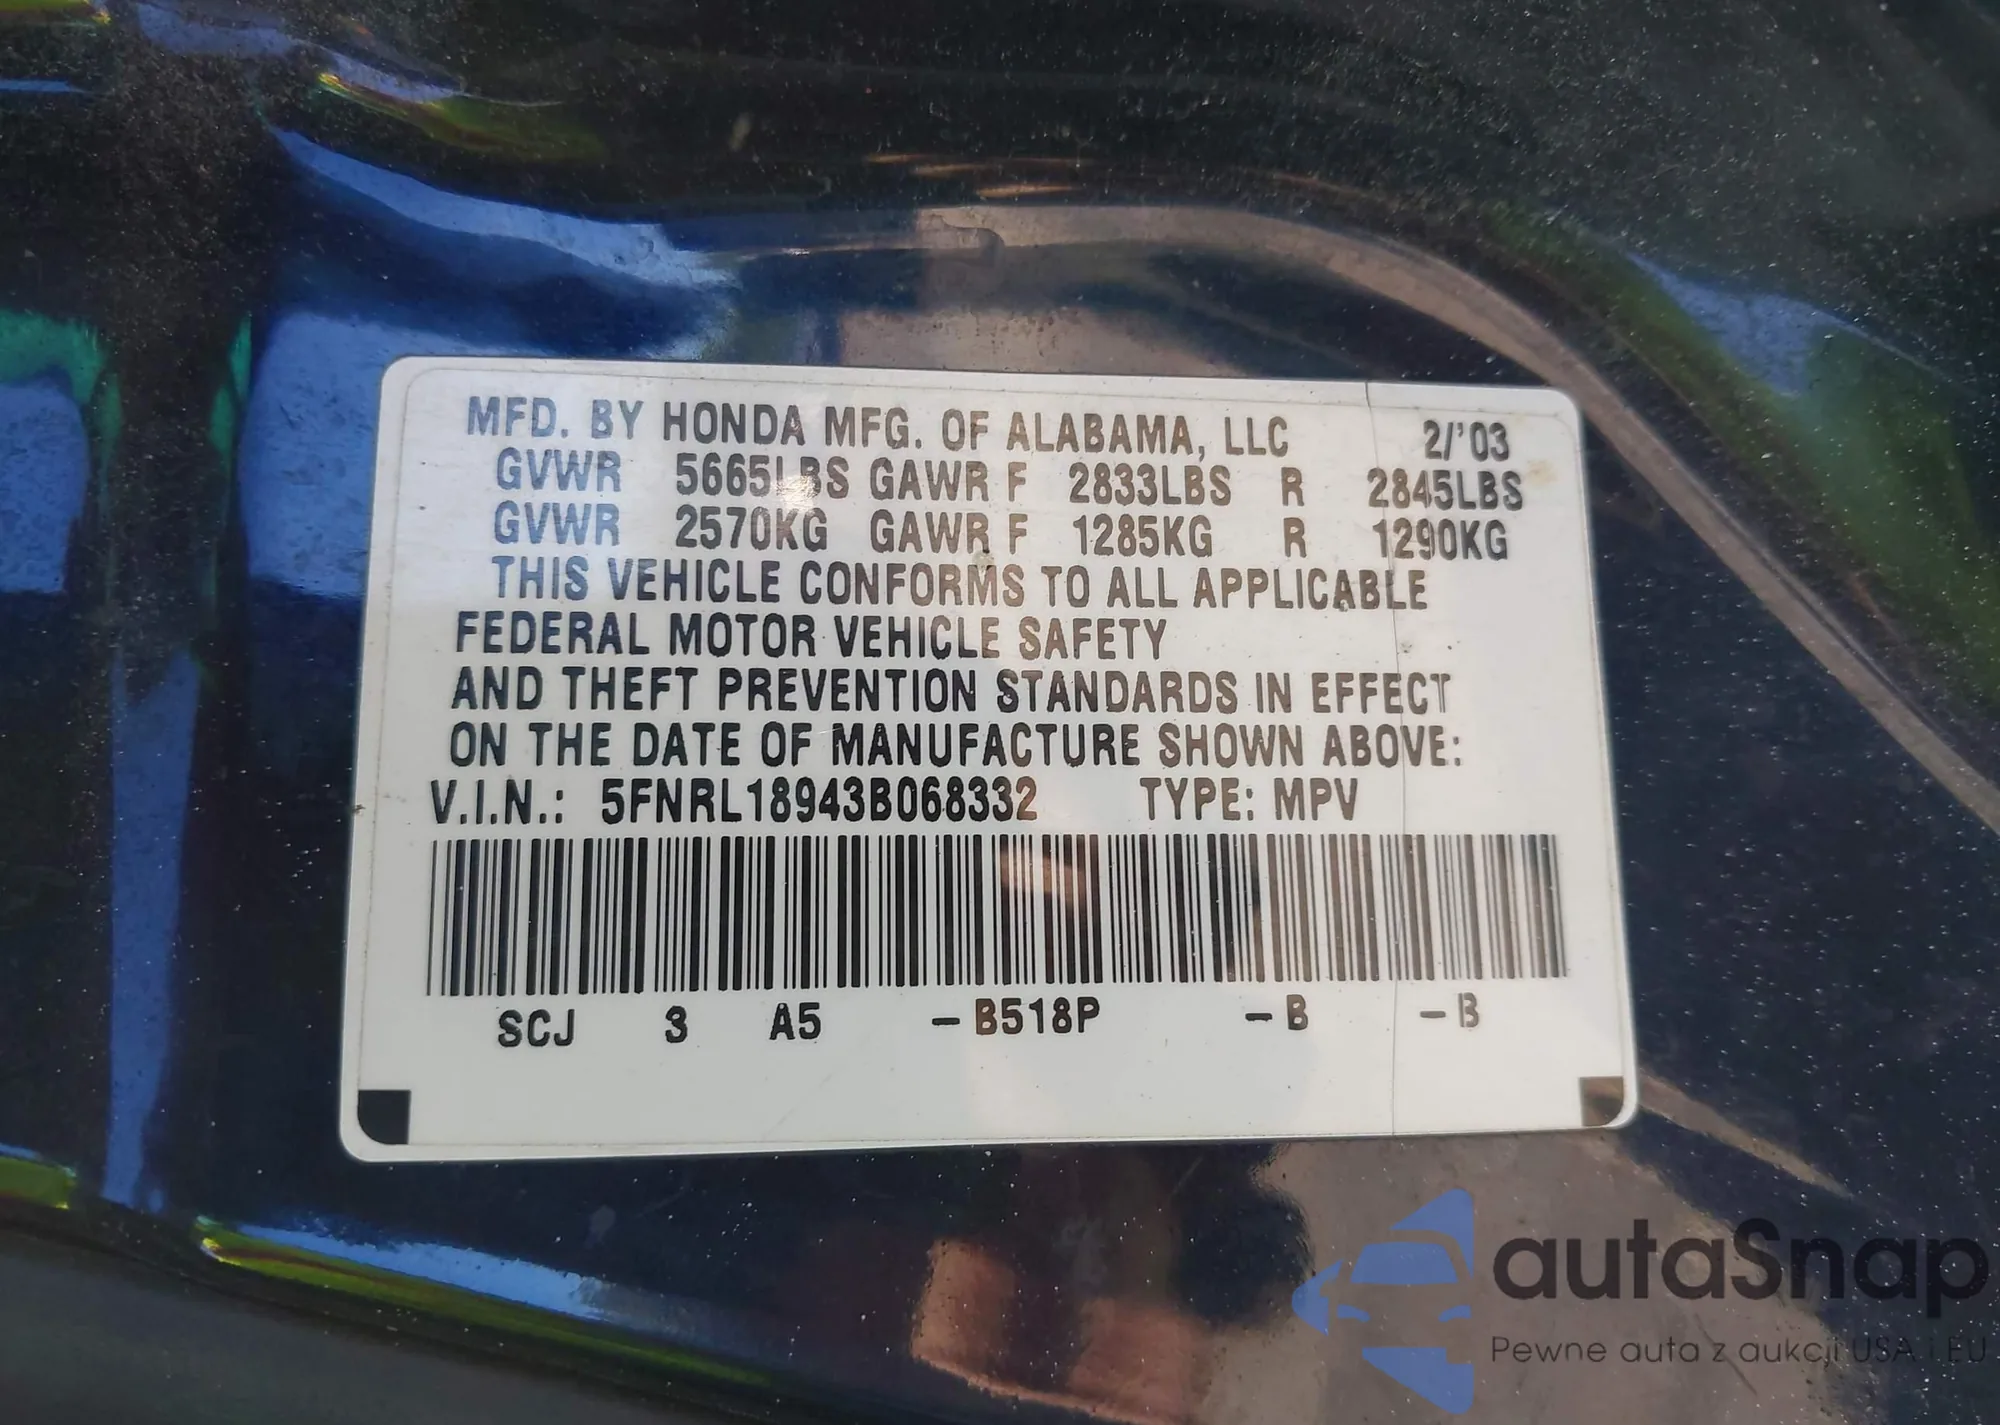 MFD. BY HONDA MFG. OF ALABAMA, LLC 2/'03
GVWR 5665LBS GAWR F 2833LBS R 2845LBS
GVWR 2570KG GAWR F 1285KG R 1290KG
THIS VEHICLE CONFORMS TO ALL APPLICABLE
FEDERAL MOTOR VEHICLE SAFETY
AND THEFT PREVENTION STANDARDS IN EFFECT
ON THE DATE OF MANUFACTURE SHOWN ABOVE:
V.I.N.: 5FNRL18943B068332 TYPE: MPV
SCJ 3 A5 -B518P -B -B
autaSnap
Pewne auta z aukcji USA i EU